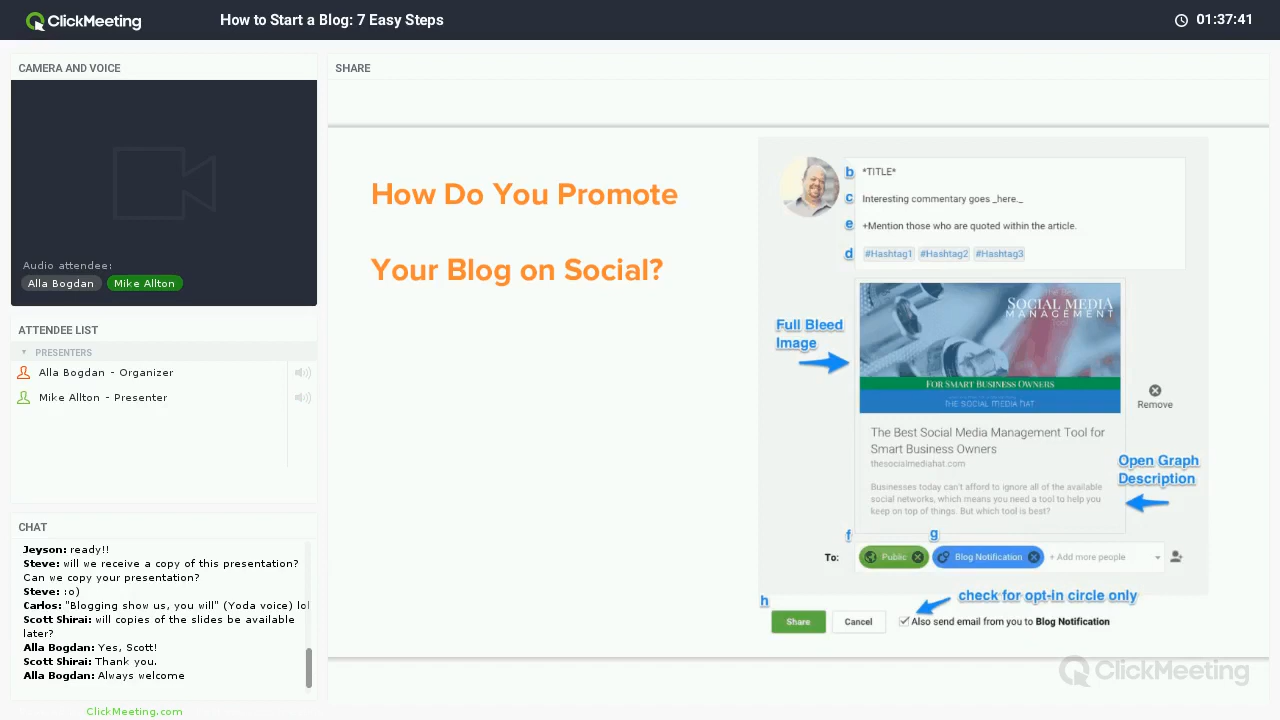 ClickMeeting
How to Start a Blog: 7 Easy Steps
01:37:41
CAMERA AND VOICE
Audio attendee:
Alla Bogdan
Mike Allton
ATTENDEE LIST
PRESENTERS
Alla Bogdan - Organizer
Mike Allton - Presenter
CHAT
Jeyson: ready!!
Steve: will we receive a copy of this presentation?
Can we copy your presentation?
Steve: :o)
Carlos: "Blogging show us, you will" (Yoda voice) lol
Scott Shirai: will copies of the slides be available
later?
Alla Bogdan: Yes, Scott!
Scott Shirai: Thank you.
Alla Bogdan: Always welcome
ClickMeeting.com
SHARE
How Do You Promote
Your Blog on Social?
b *TITLE*
c Interesting commentary goes _here._
e +Mention those who are quoted within the article.
d #Hashtag1 #Hashtag2 #Hashtag3
Full Bleed
Image
SOCIAL MEDIA
MANAGEMENT
TOOL
FOR SMART BUSINESS OWNERS
THE SOCIAL MEDIA HAT
Remove
The Best Social Media Management Tool for
Smart Business Owners
thesocialmediahat.com
Open Graph
Description
Businesses today can't afford to ignore all of the available
social networks, which means you need a tool to help you
keep on top of things. But which tool is best?
f g
To: Public Blog Notification + Add more people
check for opt-in circle only
h
Share Cancel Also send email from you to Blog Notification
ClickMeeting